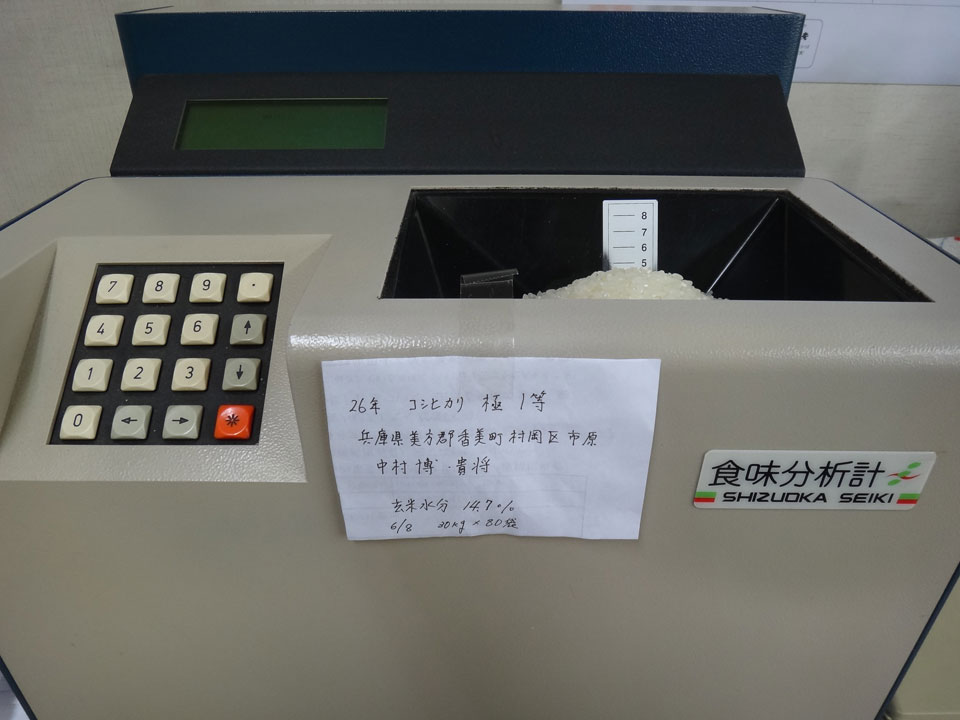 8
7
6
5
7 8 9 ・
4 5 6 ↑
1 2 3 ↓
0 ← → *
26年 コシヒカリ 極 1等
兵庫県美方郡香美町村岡区市原
中村 博・貴将
玄米水分 14.7%
6/8 30kg × 80袋
食味分析計
SHIZUOKA SEIKI